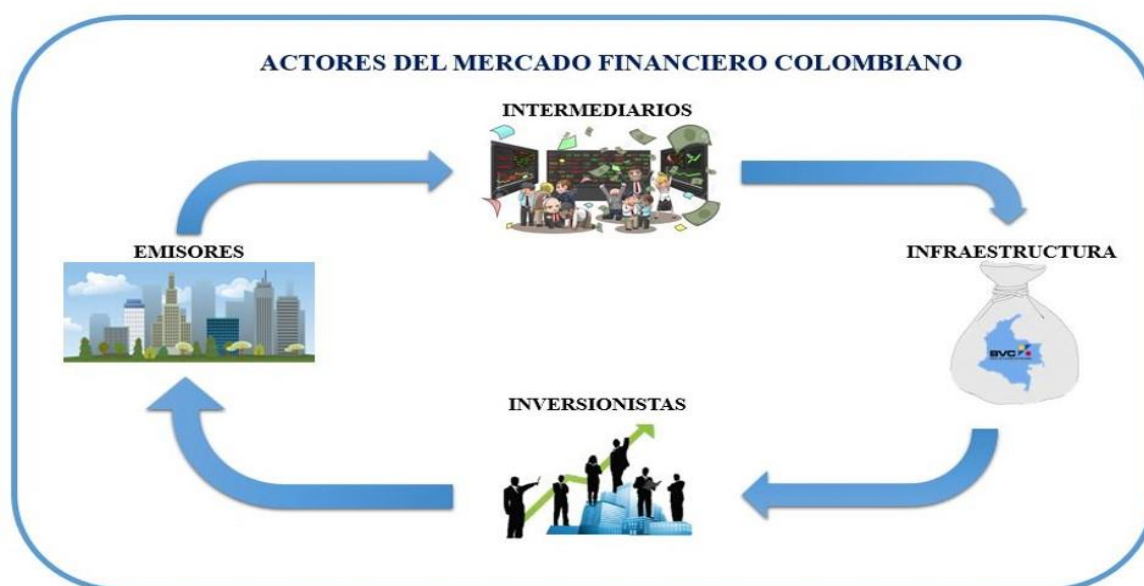 ACTORES DEL MERCADO FINANCIERO COLOMBIANO
INTERMEDIARIOS
EMISORES
INFRAESTRUCTURA
BVC
INVERSIONISTAS